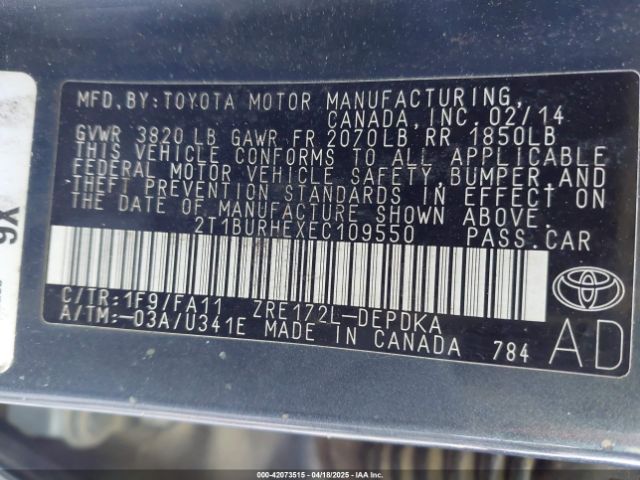 MFD.BY:TOYOTA MOTOR MANUFACTURING,
CANADA, INC. 02/14
GVWR 3820 LB GAWR FR 2070LB RR 1850LB
THIS VEHICLE CONFORMS TO ALL APPLICABLE
FEDERAL MOTOR VEHICLE SAFETY, BUMPER AND
THEFT PREVENTION STANDARDS IN EFFECT ON
THE DATE OF MANUFACTURE SHOWN ABOVE.
2T1BURHEXEC109550 PASS.CAR
C/TR:1F9/FA11 ZRE172L-DEPDKA
A/TM:-03A/U341E MADE IN CANADA 784
AD
X6
000-42073515 - 04/18/2025 - IAA Inc.